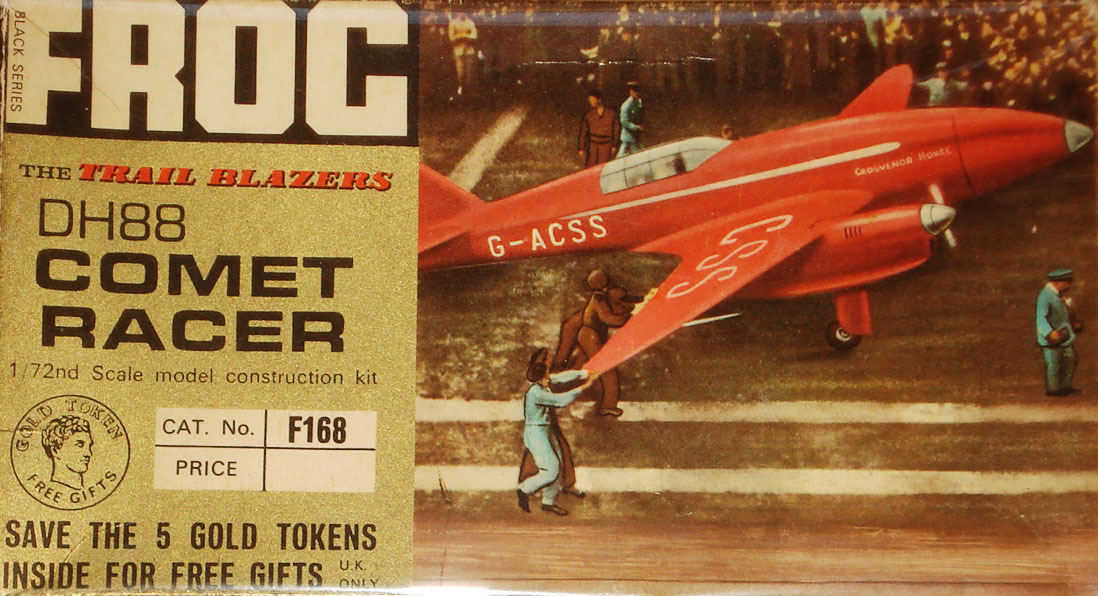 BLACK SERIES
FROG
THE TRAIL BLAZERS
DH88
COMET
RACER
1/72nd Scale model construction kit
GOLD TOKEN
FREE GIFTS
CAT. No. F168
PRICE
SAVE THE 5 GOLD TOKENS
INSIDE FOR FREE GIFTS U.K. ONLY
GROSVENOR HOUSE
G-ACSS
CSS